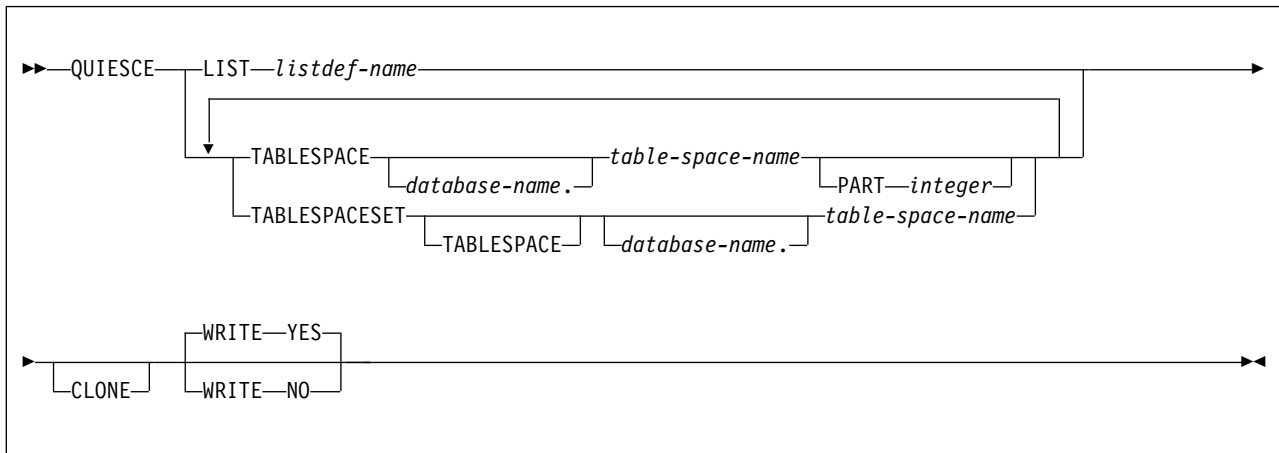 QUIESCE LIST listdef-name
TABLESPACE table-space-name
database-name. PART integer
TABLESPACESET table-space-name
TABLESPACE database-name.
WRITE YES
CLONE WRITE NO